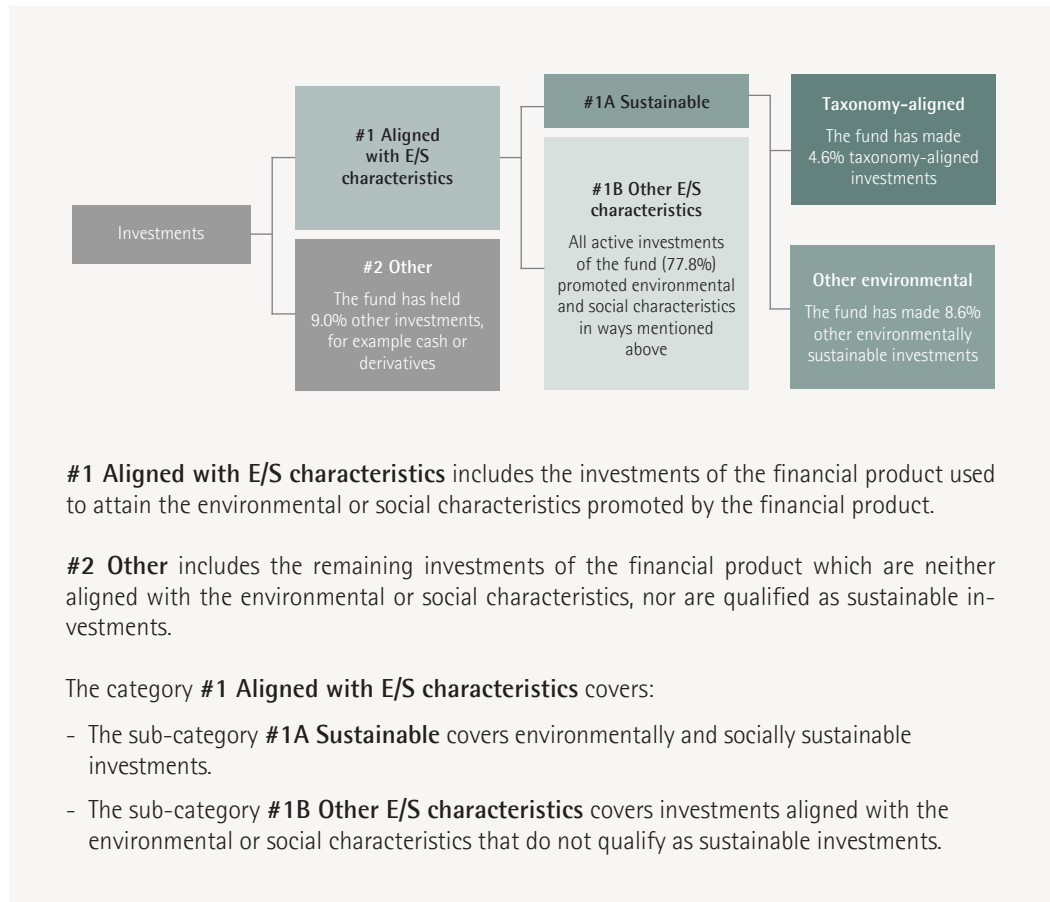 Investments
#1 Aligned
with E/S
characteristics
#2 Other
The fund has held
9.0% other investments,
for example cash or
derivatives
#1A Sustainable
#1B Other E/S
characteristics
All active investments
of the fund (77.8%)
promoted environmental
and social characteristics
in ways mentioned
above
Taxonomy-aligned
The fund has made
4.6% taxonomy-aligned
investments
Other environmental
The fund has made 8.6%
other environmentally
sustainable investments
#1 Aligned with E/S characteristics includes the investments of the financial product used
to attain the environmental or social characteristics promoted by the financial product.
#2 Other includes the remaining investments of the financial product which are neither
aligned with the environmental or social characteristics, nor are qualified as sustainable in-
vestments.
The category #1 Aligned with E/S characteristics covers:
- The sub-category #1A Sustainable covers environmentally and socially sustainable
investments.
- The sub-category #1B Other E/S characteristics covers investments aligned with the
environmental or social characteristics that do not qualify as sustainable investments.